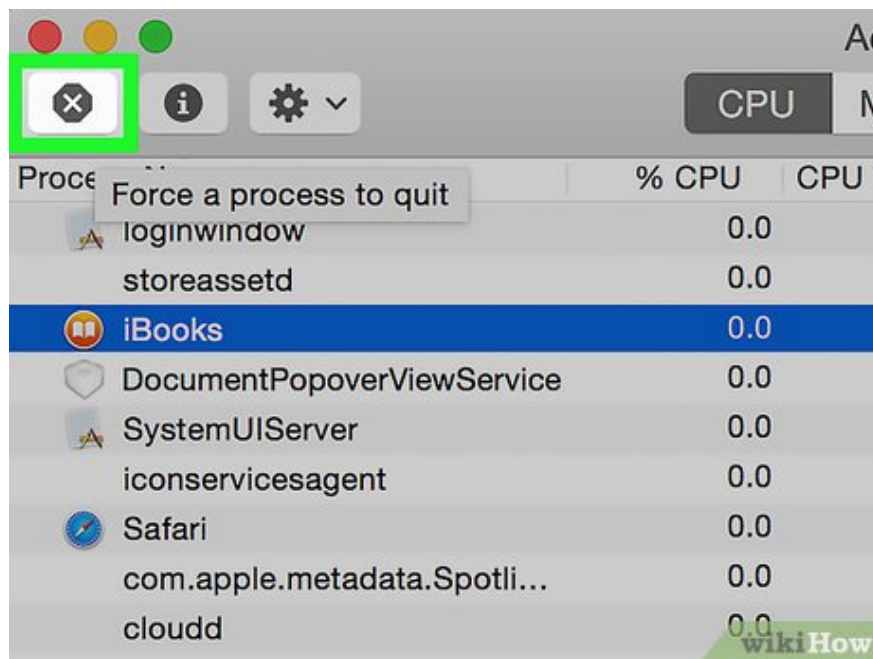 Ac
CPU
Proce
% CPU
CPU
Force a process to quit
loginwindow
0.0
storeassetd
0.0
iBooks
0.0
DocumentPopoverViewService
0.0
SystemUIServer
0.0
iconservicesagent
0.0
Safari
0.0
com.apple.metadata.Spotli...
0.0
cloudd
0.0
wikiHow